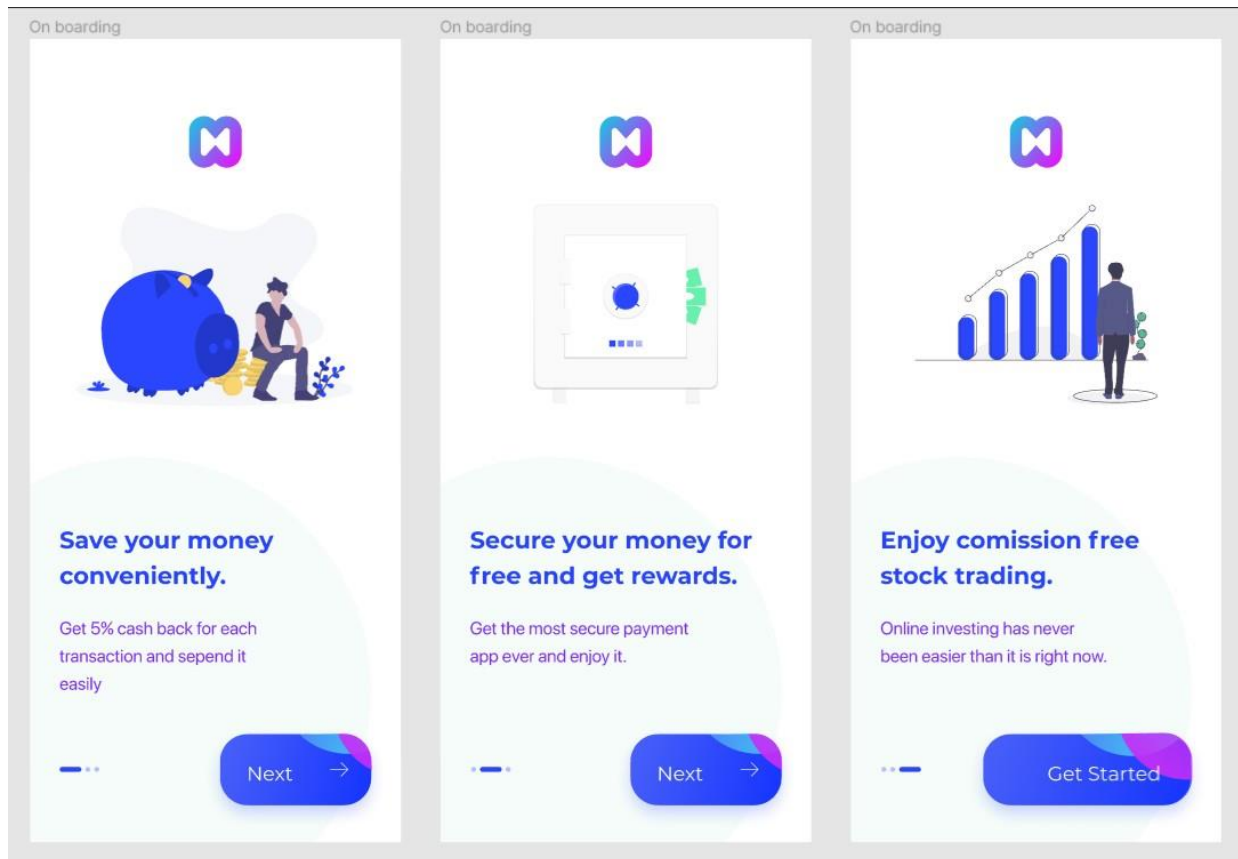 On boarding
Save your money
conveniently.
Get 5% cash back for each
transaction and sepend it
easily
Next
On boarding
Secure your money for
free and get rewards.
Get the most secure payment
app ever and enjoy it.
Next
On boarding
Enjoy comission free
stock trading.
Online investing has never
been easier than it is right now.
Get Started